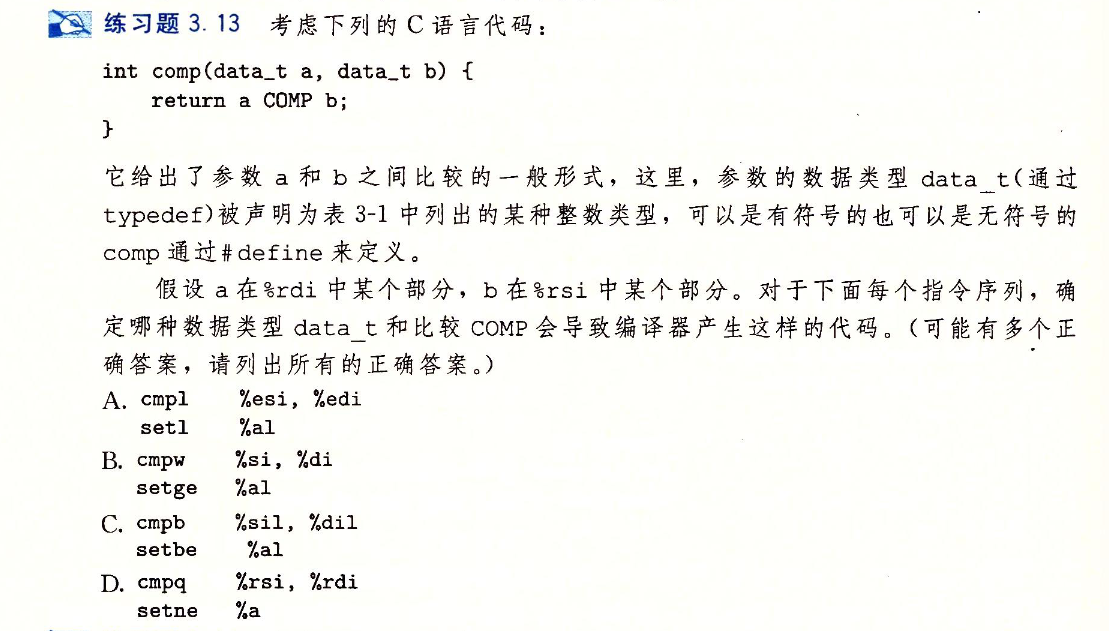 练习题 3.13 考虑下列的 C 语言代码：
int comp(data_t a, data_t b) {
return a COMP b;
}
它给出了参数 a 和 b 之间比较的一般形式，这里，参数的数据类型 data_t(通过
typedef)被声明为表 3-1 中列出的某种整数类型，可以是有符号的也可以是无符号的
comp 通过#define 来定义。
假设 a 在%rdi 中某个部分，b 在%rsi 中某个部分。对于下面每个指令序列，确
定哪种数据类型 data_t 和比较 COMP 会导致编译器产生这样的代码。（可能有多个正
确答案，请列出所有的正确答案。）
A. cmpl %esi, %edi
setl %al
B. cmpw %si, %di
setge %al
C. cmpb %sil, %dil
setbe %al
D. cmpq %rsi, %rdi
setne %a